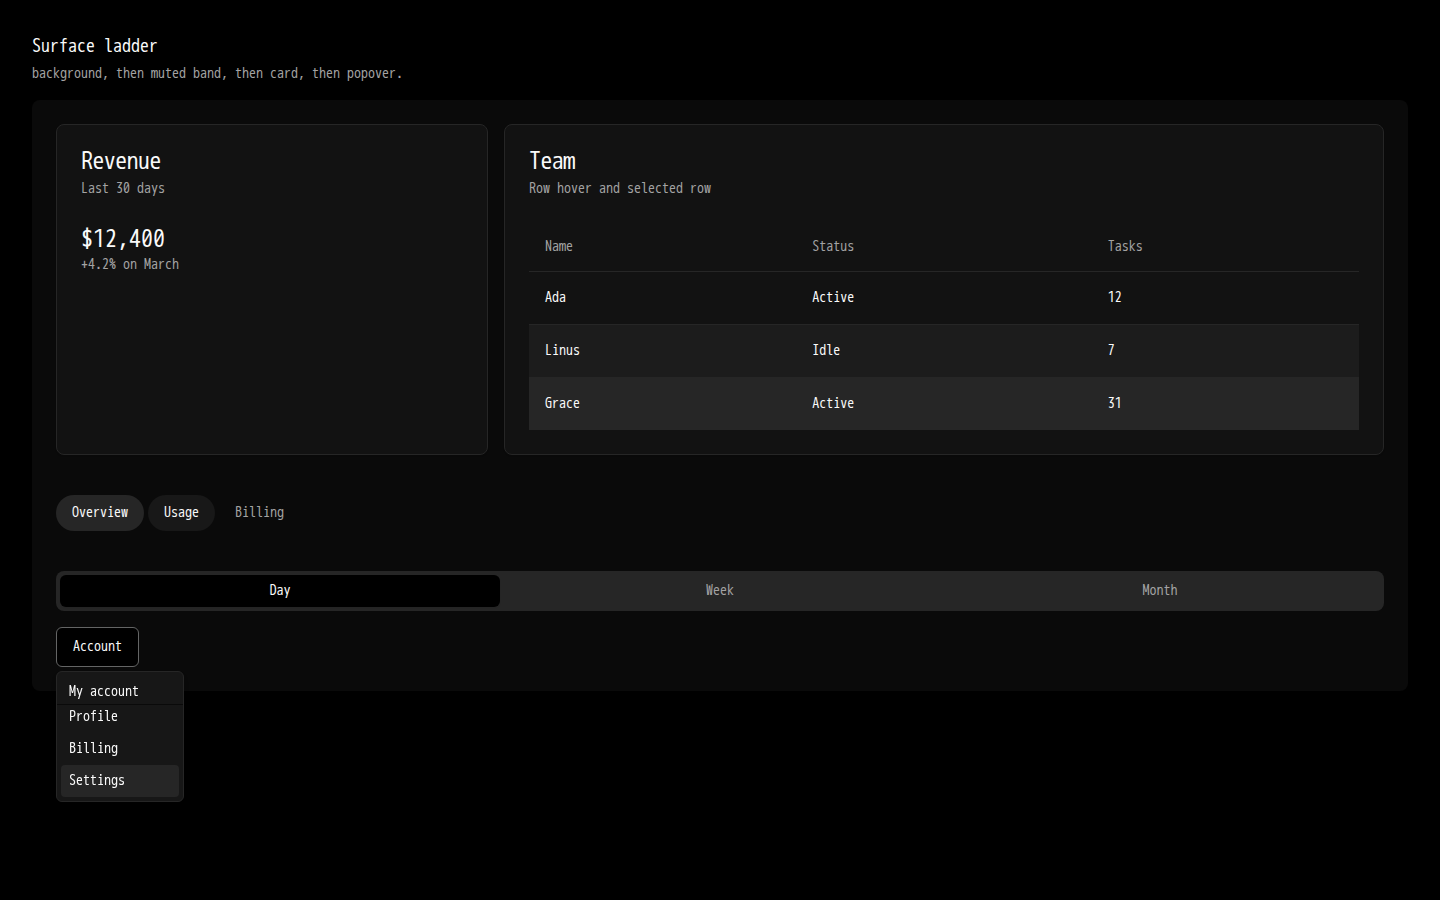 Surface ladder
background, then muted band, then card, then popover.
Revenue
Last 30 days
$12,400
+4.2% on March
Team
Row hover and selected row
Name Status Tasks
Ada Active 12
Linus Idle 7
Grace Active 31
Overview Usage Billing
Day Week Month
Account
My account
Profile
Billing
Settings